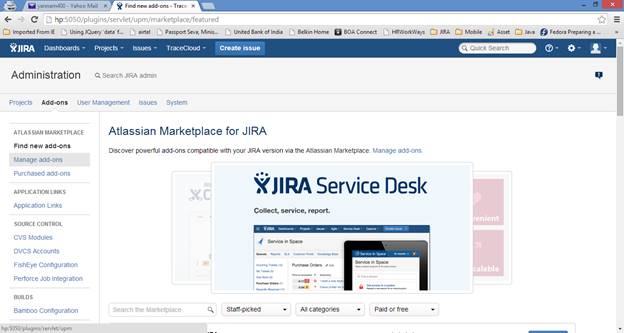 yannam400 - Yahoo Mail
Find new add-ons - Trace
hp:5050/plugins/servlet/upm/marketplace/featured
Imported From IE Using JQuery 'data' f airtel Passport Seva, Minist United Bank of India Belkin Home BOA Connect HRWorkWays JIRA Mobile Asset Java Fedora Preparing a
JIRA Dashboards Projects Issues TraceCloud Create issue Quick Search
Administration Search JIRA admin
Projects Add-ons User Management Issues System
ATLASSIAN MARKETPLACE
Find new add-ons
Manage add-ons
Purchased add-ons
APPLICATION LINKS
Application Links
SOURCE CONTROL
CVS Modules
DVCS Accounts
FishEye Configuration
Perforce Job Integration
BUILDS
Bamboo Configuration
hp:5050/plugins/servlet/upm
Atlassian Marketplace for JIRA
Discover powerful add-ons compatible with your JIRA version via the Atlassian Marketplace. Manage add-ons.
JIRA Service Desk
Collect, service, report.
Service in Space
Purchase Orders
Service in Space
Search the Marketplace Staff-picked All categories Paid or free